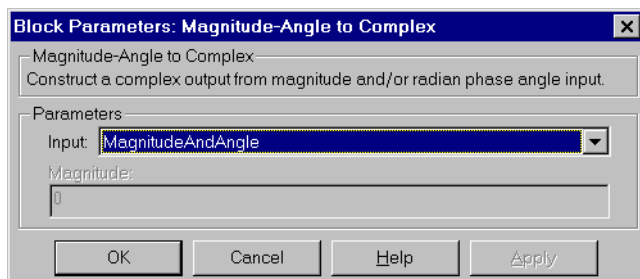 Block Parameters: Magnitude-Angle to Complex
Magnitude-Angle to Complex
Construct a complex output from magnitude and/or radian phase angle input.
Parameters
Input: MagnitudeAndAngle
Magnitude:
0
OK Cancel Help Apply